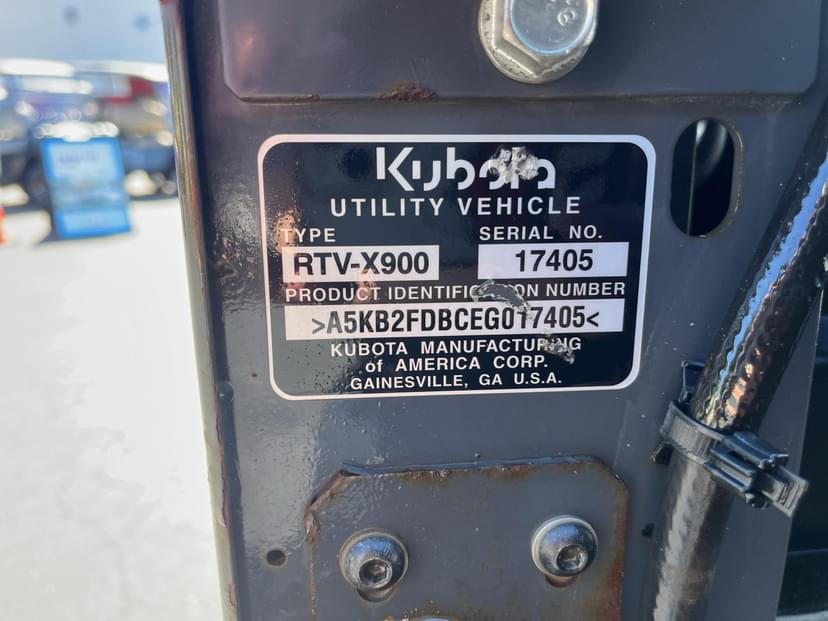 Kubota
UTILITY VEHICLE
TYPE SERIAL NO.
RTV-X900 17405
PRODUCT IDENTIFICATION NUMBER
>A5KB2FDBCEG017405<
KUBOTA MANUFACTURING
of AMERICA CORP.
GAINESVILLE, GA U.S.A.